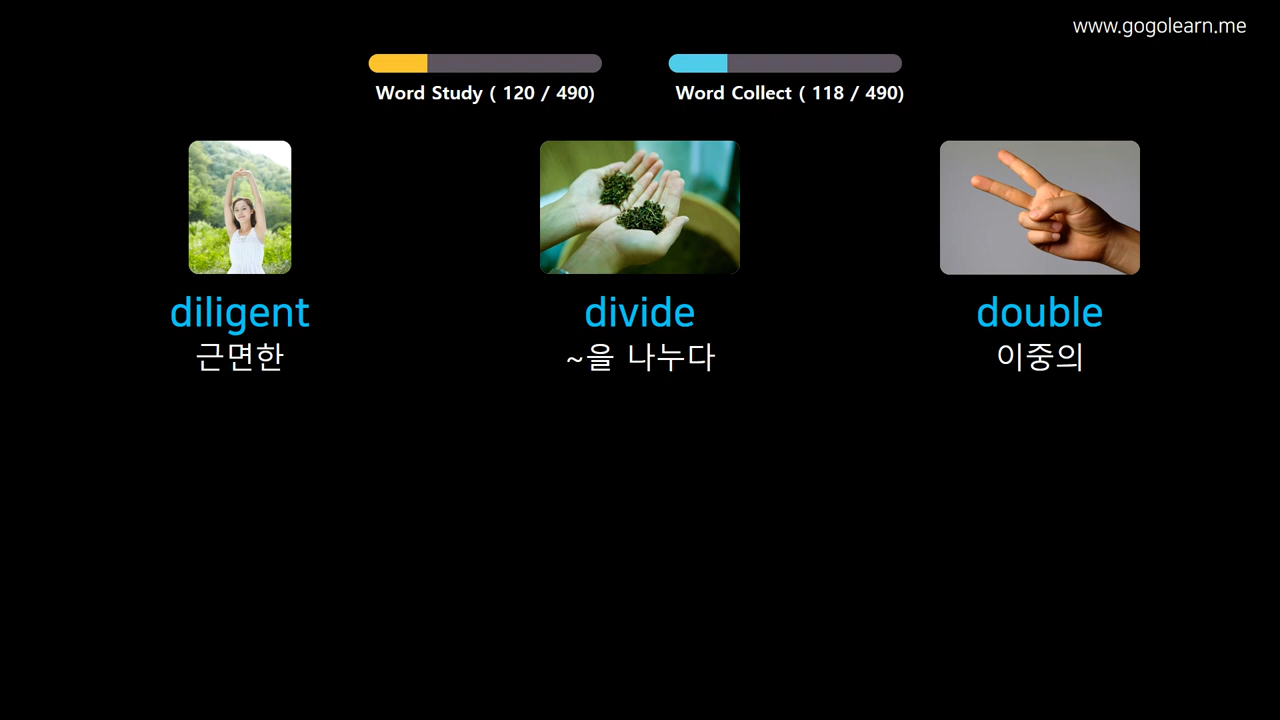 www.gogolearn.me
Word Study ( 120 / 490)
Word Collect ( 118 / 490)
diligent
근면한
divide
~을 나누다
double
이중의